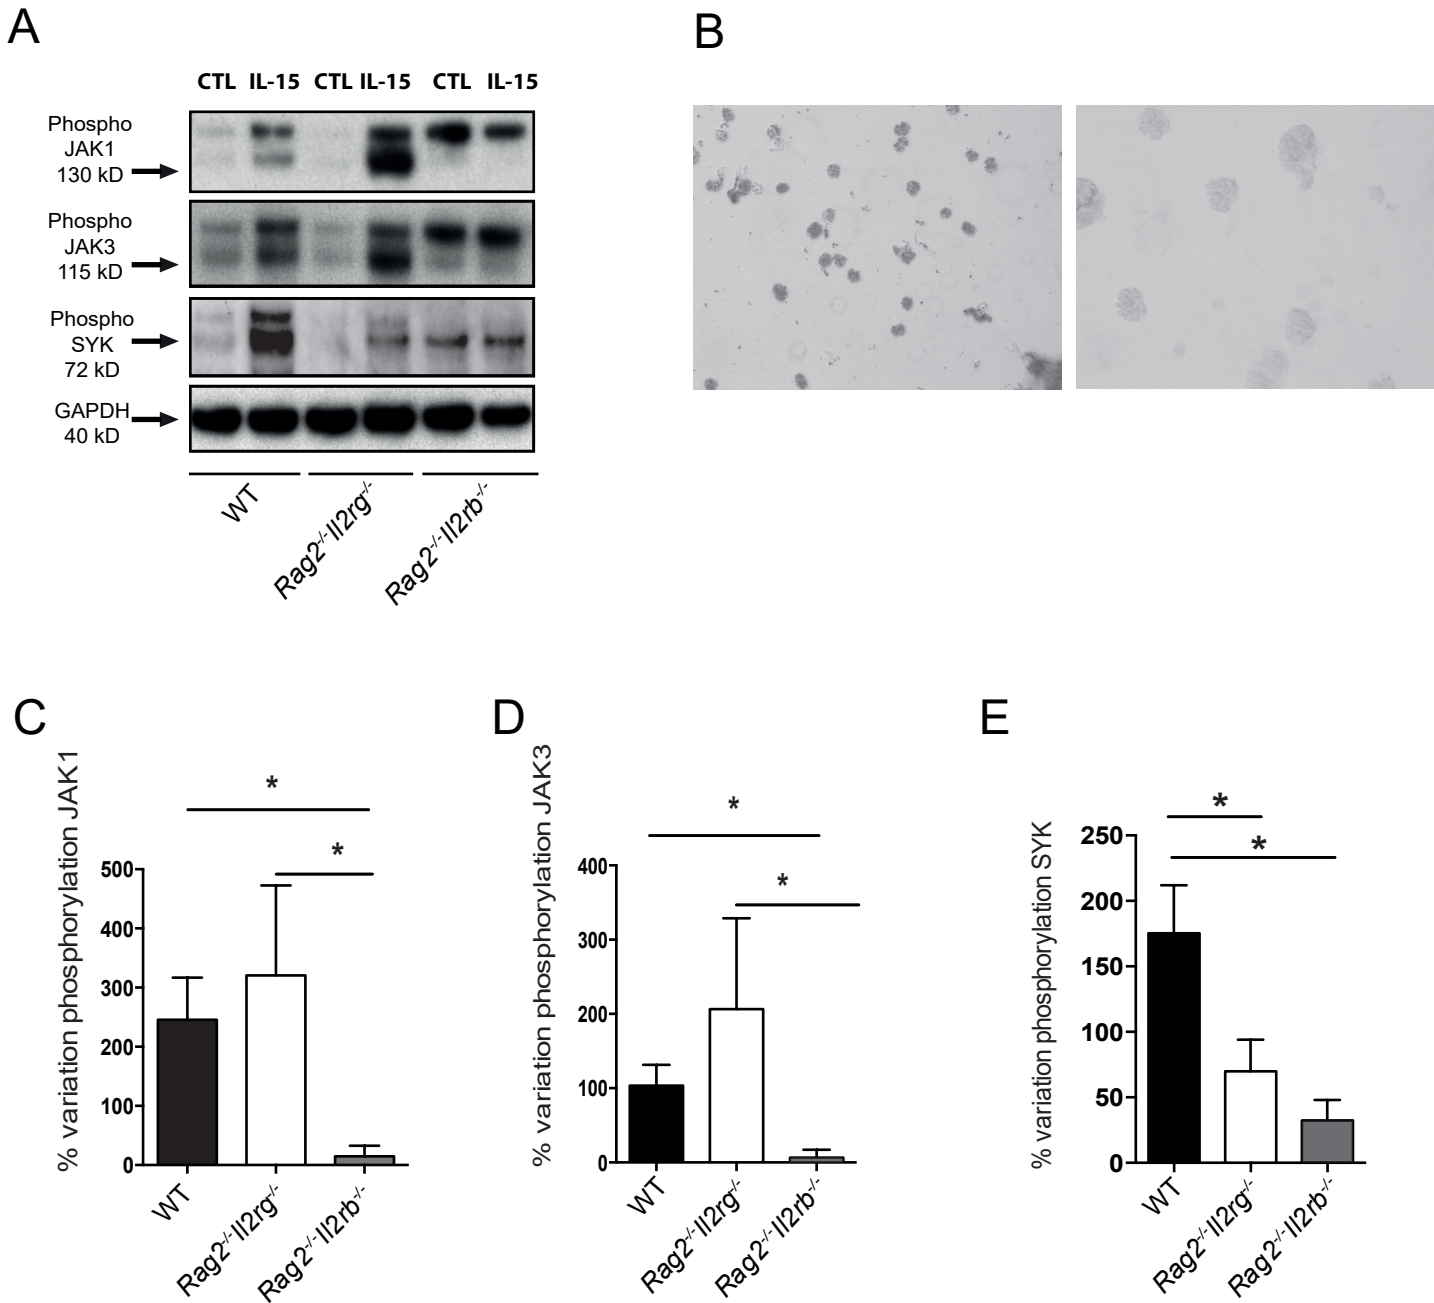 A
B
CTL IL-15 CTL IL-15 CTL IL-15
Phospho
JAK1
130 kD
Phospho
JAK3
115 kD
Phospho
SYK
72 kD
GAPDH
40 kD
WT
Rag2-/-Il2rg-/-
Rag2-/-Il2rb-/-
C
% variation phosphorylation JAK1
*
*
500
400
300
200
100
0
WT
Rag2-/-Il2rg-/-
Rag2-/-Il2rb-/-
D
% variation phosphorylation JAK3
*
*
400
300
200
100
0
WT
Rag2-/-Il2rg-/-
Rag2-/-Il2rb-/-
E
% variation phosphorylation SYK
*
*
250
200
150
100
50
0
WT
Rag2-/-Il2rg-/-
Rag2-/-Il2rb-/-